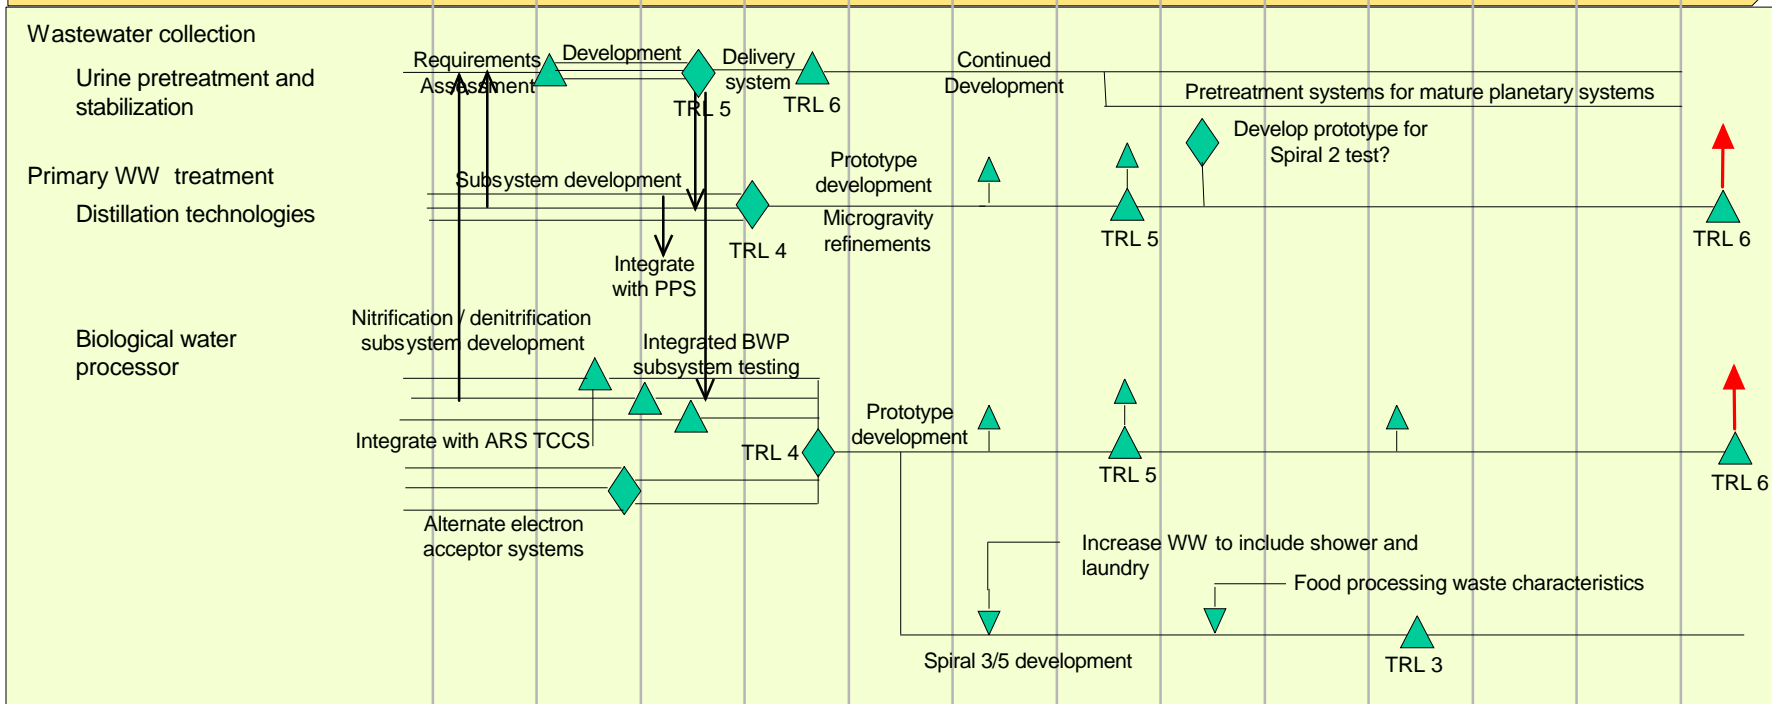 Wastewater collection
Urine pretreatment and
stabilization
Requirements
Assessment
Development
TRL 5
Delivery
system
TRL 6
Continued
Development
Pretreatment systems for mature planetary systems
Develop prototype for
Spiral 2 test?
Primary WW treatment
Distillation technologies
Subsystem development
Integrate
with PPS
TRL 4
Prototype
development
Microgravity
refinements
TRL 5
TRL 6
Biological water
processor
Nitrification / denitrification
subsystem development
Integrated BWP
subsystem testing
Integrate with ARS TCCS
TRL 4
Prototype
development
TRL 5
TRL 6
Alternate electron
acceptor systems
Increase WW to include shower and
laundry
Food processing waste characteristics
Spiral 3/5 development
TRL 3